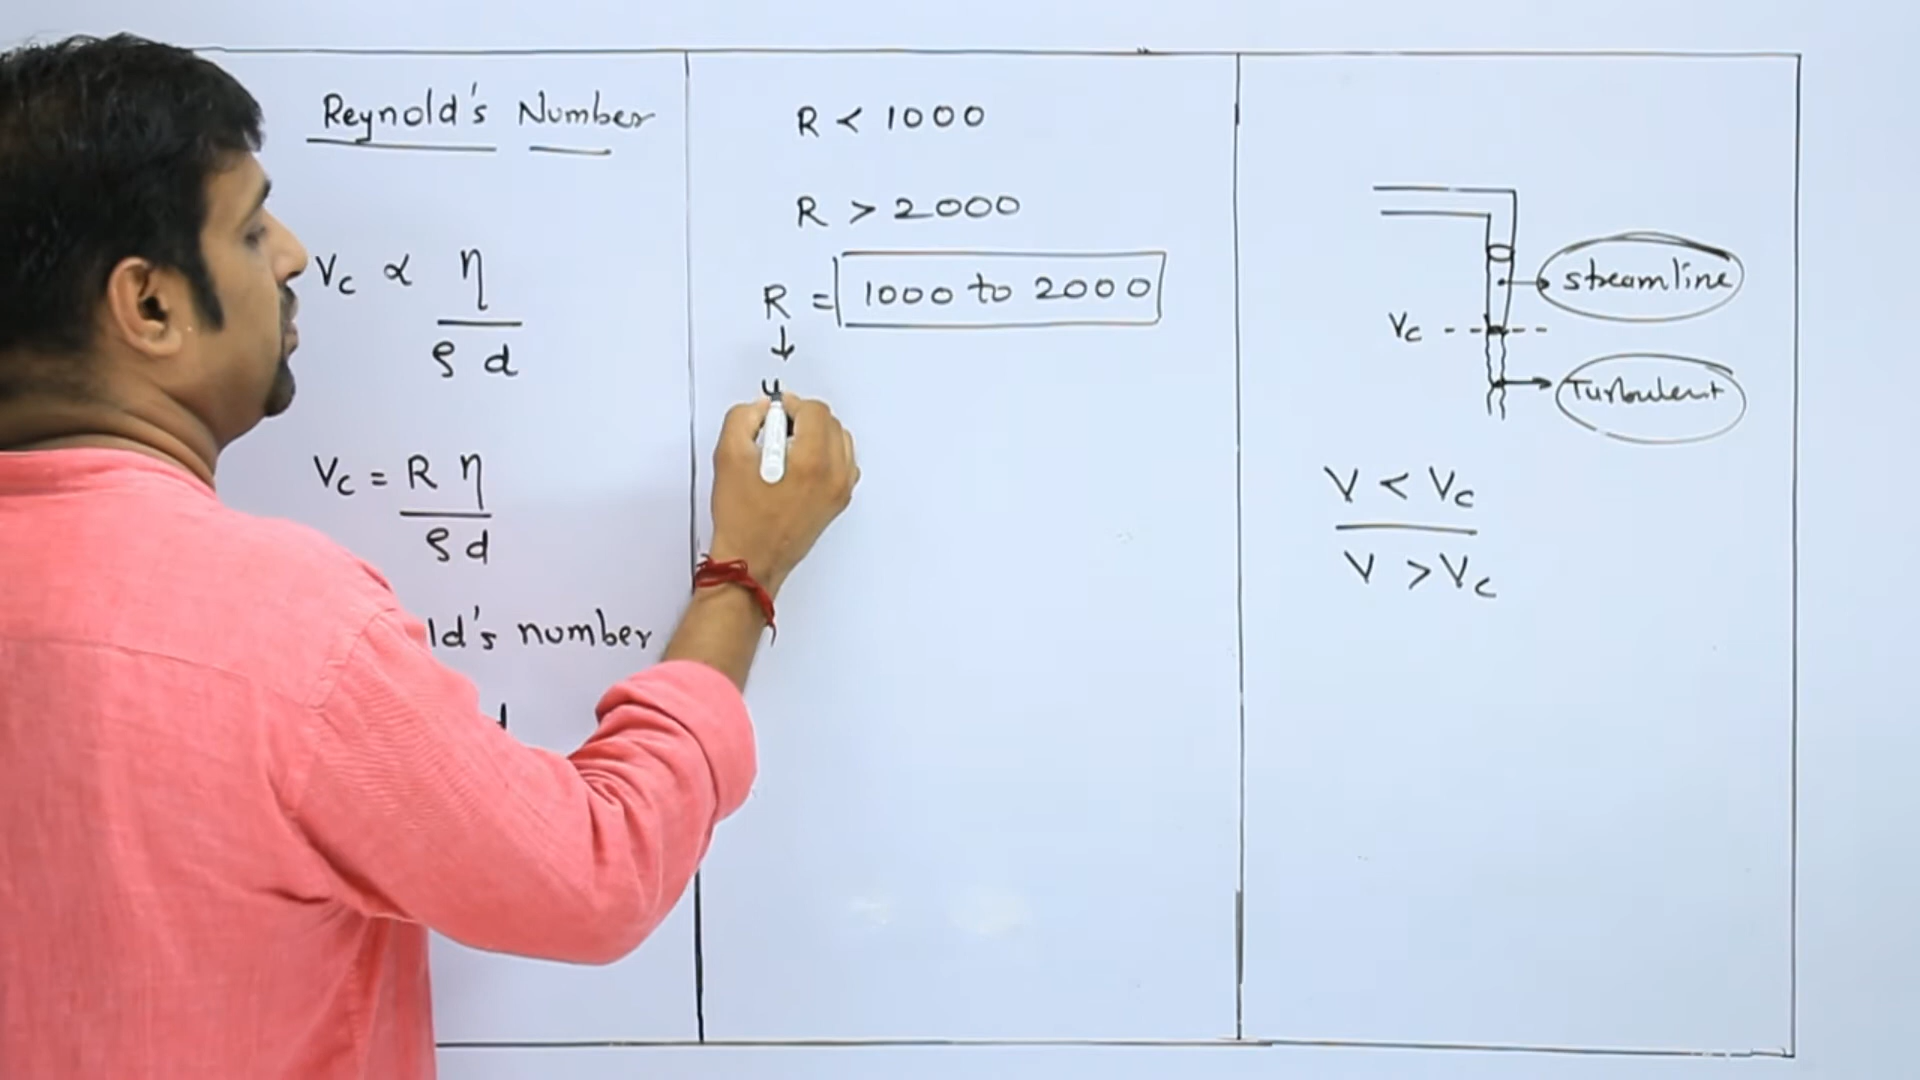 Reynold's Number
Vc ∝ η
ρ d
Vc = R η
ρ d
ld's number
d
R < 1000
R > 2000
R = 1000 to 2000
↓
u
streamline
Vc
Turbulent
V < Vc
V > Vc